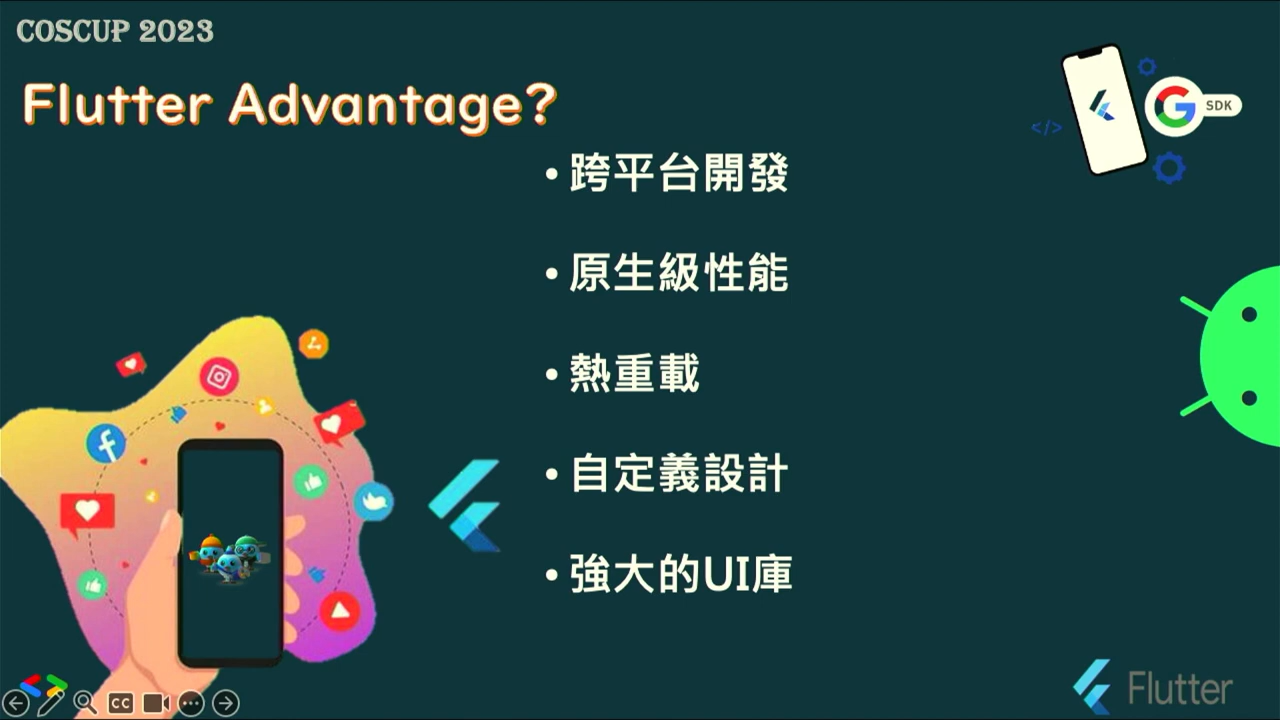 COSCUP 2023
Flutter Advantage?
SDK
</>
• 跨平台開發
• 原生級性能
• 熱重載
• 自定義設計
• 強大的UI庫
CC
Flutter